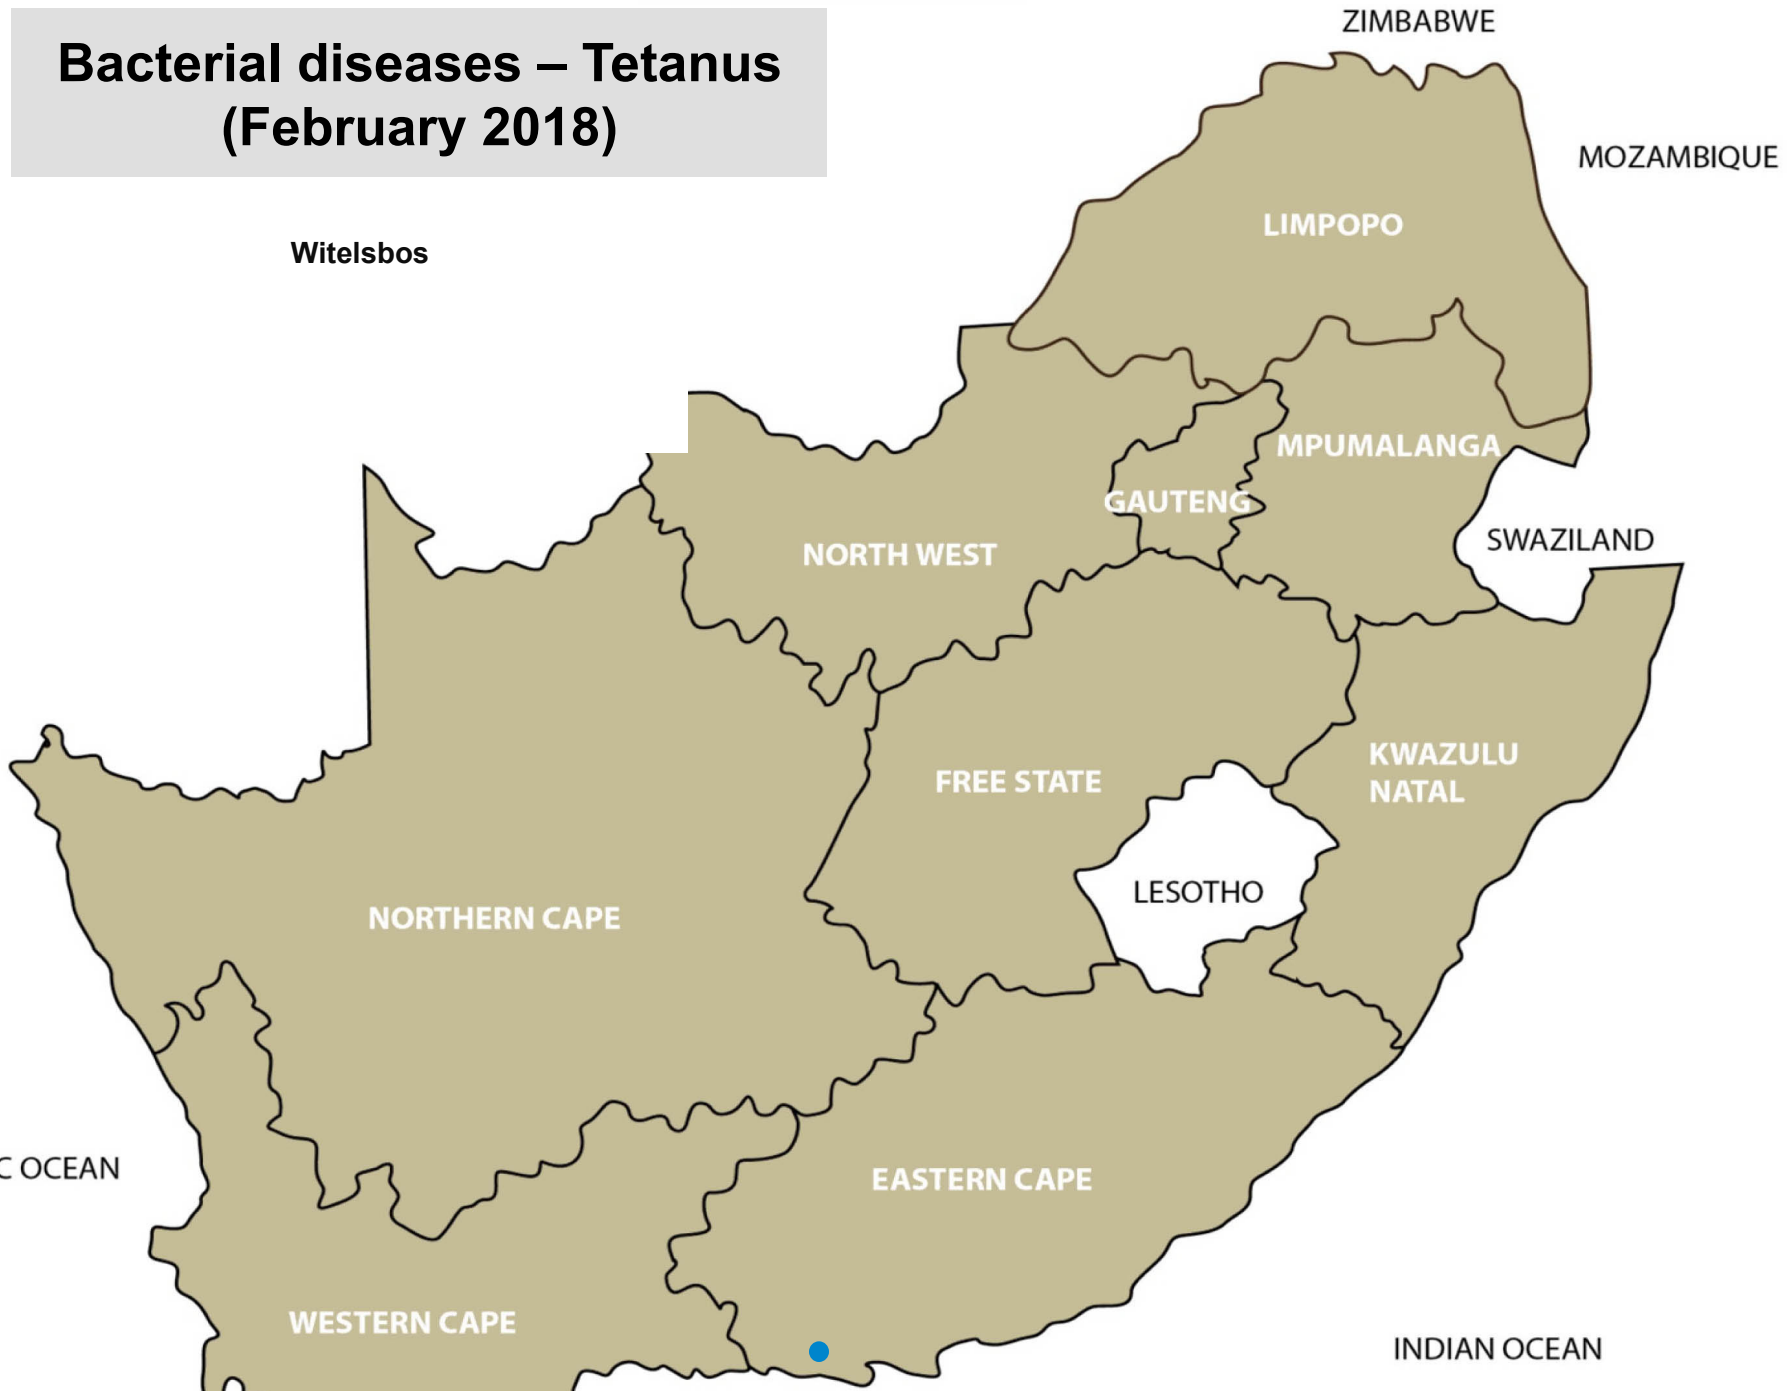 Bacterial diseases – Tetanus
(February 2018)
ZIMBABWE
MOZAMBIQUE
LIMPOPO
Witelsbos
MPUMALANGA
GAUTENG
SWAZILAND
NORTH WEST
KWAZULU
NATAL
FREE STATE
LESOTHO
NORTHERN CAPE
C OCEAN
EASTERN CAPE
WESTERN CAPE
INDIAN OCEAN